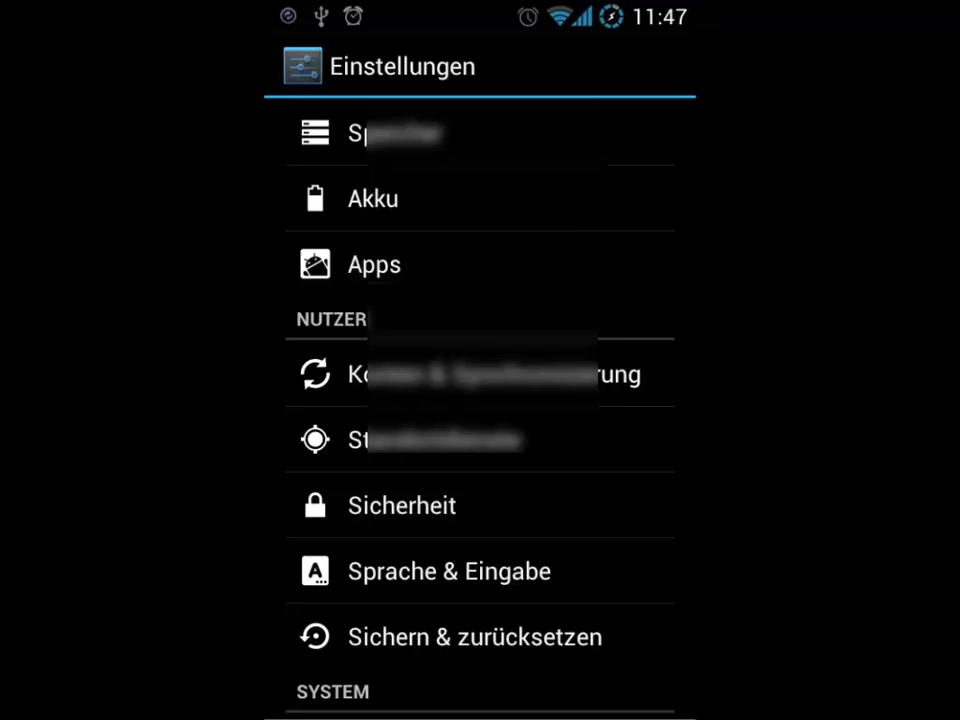 11:47
Einstellungen
Akku
Apps
NUTZER
Sicherheit
Sprache & Eingabe
Sichern & zurücksetzen
SYSTEM